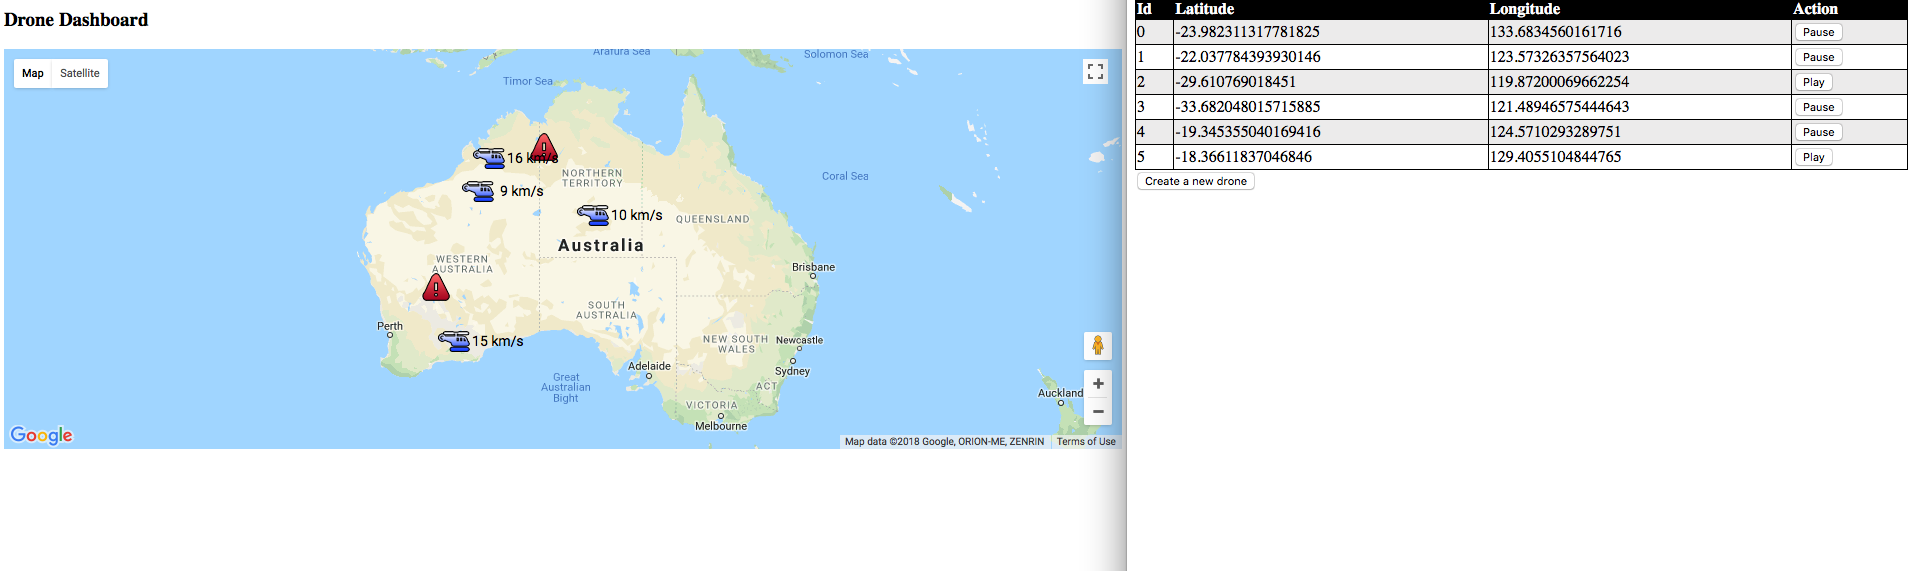 Drone Dashboard
Map Satellite
Arafura Sea
Solomon Sea
Timor Sea
16 km/s
NORTHERN
TERRITORY
Coral Sea
9 km/s
10 km/s
QUEENSLAND
Australia
WESTERN
AUSTRALIA
Brisbane
SOUTH
AUSTRALIA
Perth
15 km/s
NEW SOUTH
WALES
Newcastle
Adelaide
Sydney
Great
Australian
Bight
ACT
Auckland
VICTORIA
Melbourne
+
−
Google
Map data ©2018 Google, ORION-ME, ZENRIN Terms of Use
Id Latitude Longitude Action
0 -23.982311317781825 133.6834560161716 Pause
1 -22.037784393930146 123.57326357564023 Pause
2 -29.610769018451 119.87200069662254 Play
3 -33.682048015715885 121.48946575444643 Pause
4 -19.345355040169416 124.5710293289751 Pause
5 -18.36611837046846 129.4055104844765 Play
Create a new drone